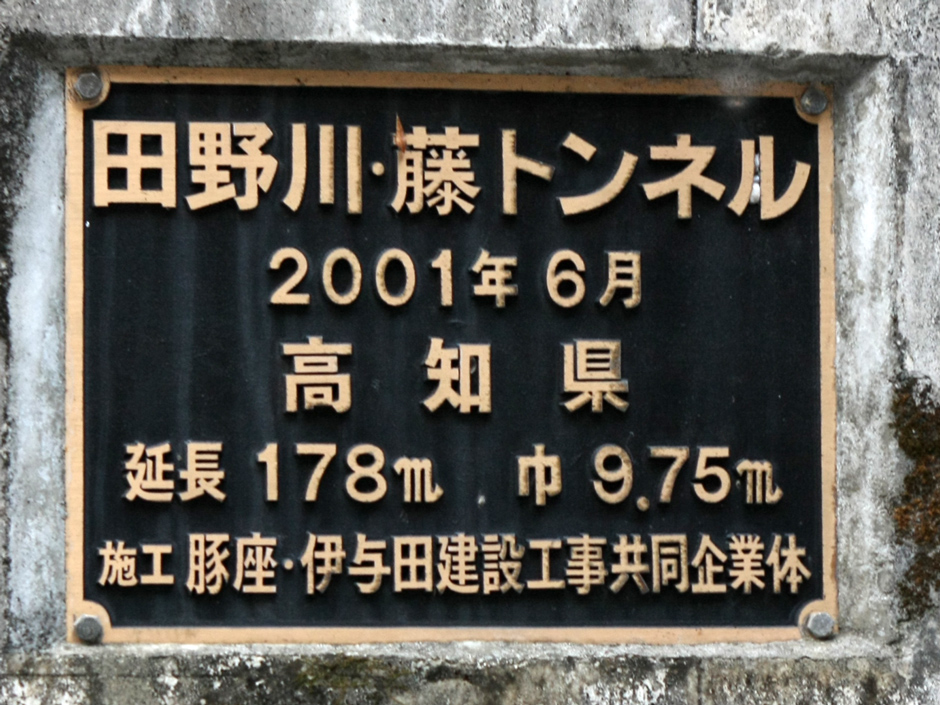 田野川・藤トンネル
2001年 6月
高知県
延長 178m 巾 9.75m
施工 豚座・伊与田建設工事共同企業体